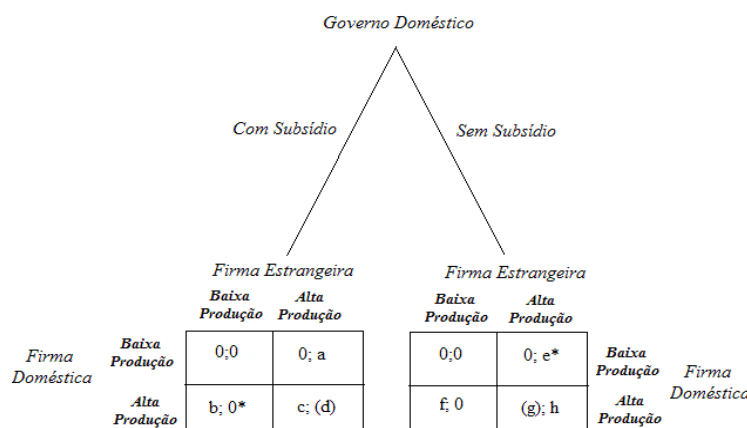 Governo Doméstico
Com Subsídio
Sem Subsídio
Firma Estrangeira
Baixa Produção
Alta Produção
Firma Doméstica
Baixa Produção
0;0
0; a
Alta Produção
b; 0*
c; (d)
Firma Estrangeira
Baixa Produção
Alta Produção
0;0
0; e*
Baixa Produção
f; 0
(g); h
Alta Produção
Firma Doméstica